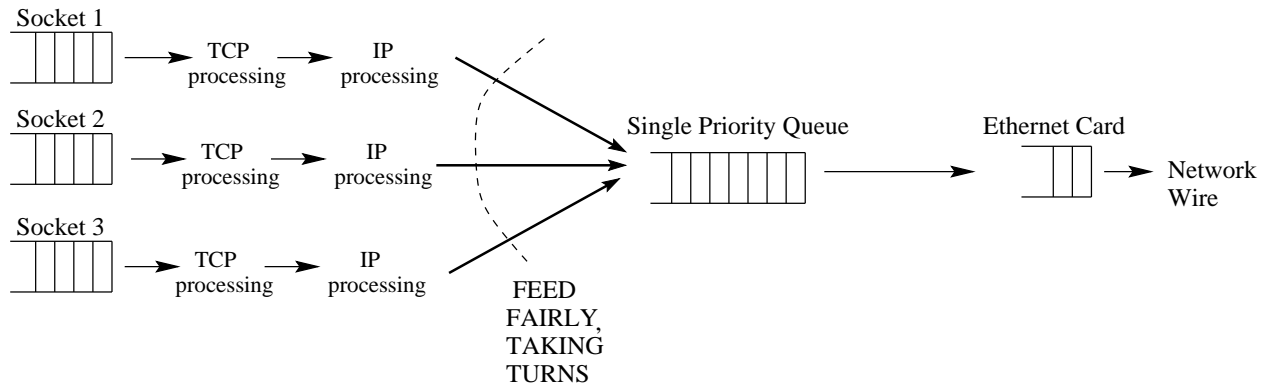 Socket 1
TCP
processing
IP
processing
Socket 2
TCP
processing
IP
processing
Socket 3
TCP
processing
IP
processing
FEED
FAIRLY,
TAKING
TURNS
Single Priority Queue
Ethernet Card
Network
Wire